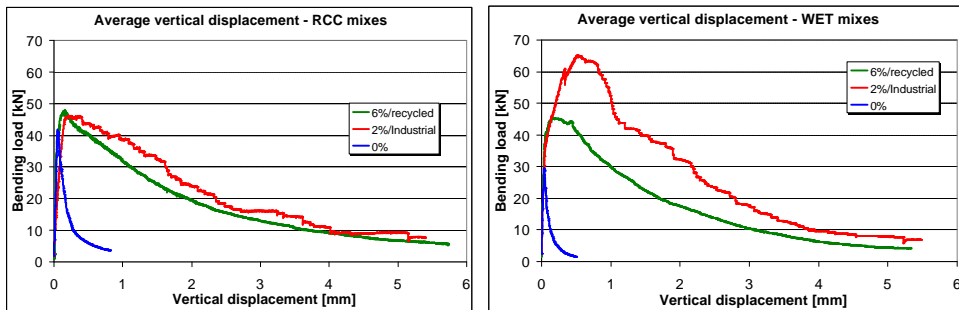 Average vertical displacement - RCC mixes
Bending load [kN]
70
60
50
40
30
20
10
0
6%/recycled
2%/Industrial
0%
0 1 2 3 4 5 6
Vertical displacement [mm]
Average vertical displacement - WET mixes
Bending load [kN]
70
60
50
40
30
20
10
0
6%/recycled
2%/Industrial
0%
0 1 2 3 4 5 6
Vertical displacement [mm]